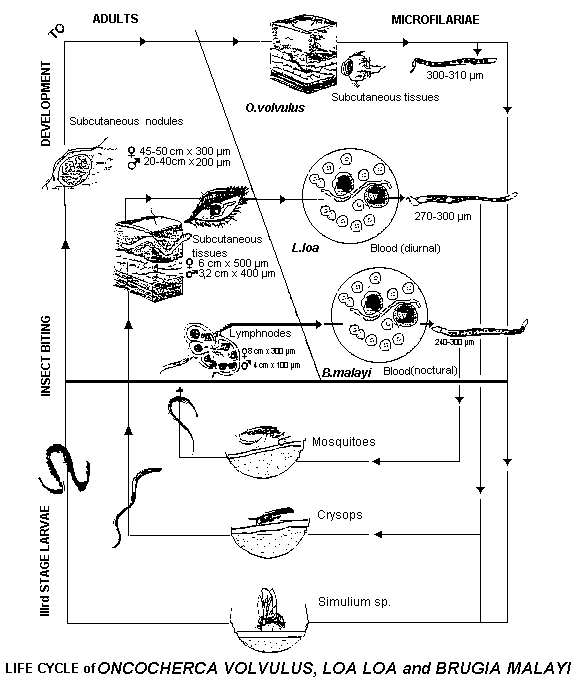 ADULTS
MICROFILARIAE
TO
DEVELOPMENT
INSECT BITING
IIIrd STAGE LARVAE
O.volvulus
Subcutaneous tissues
300-310 µm
Subcutaneous nodules
♀ 45-50 cm x 300 µm
♂ 20-40cm x 200 µm
Subcutaneous
tissues
♀ 6 cm x 500 µm
♂ 3,2 cm x 400 µm
L.loa
Blood (diurnal)
270-300 µm
Lymphnodes
♀8 cm x 300 µm
♂ 4 cm x 100 µm
B.malayi
Blood(noctural)
240-300 µm
Mosquitoes
Crysops
Simulium sp.
LIFE CYCLE of ONCOCHERCA VOLVULUS, LOA LOA and BRUGIA MALAYI